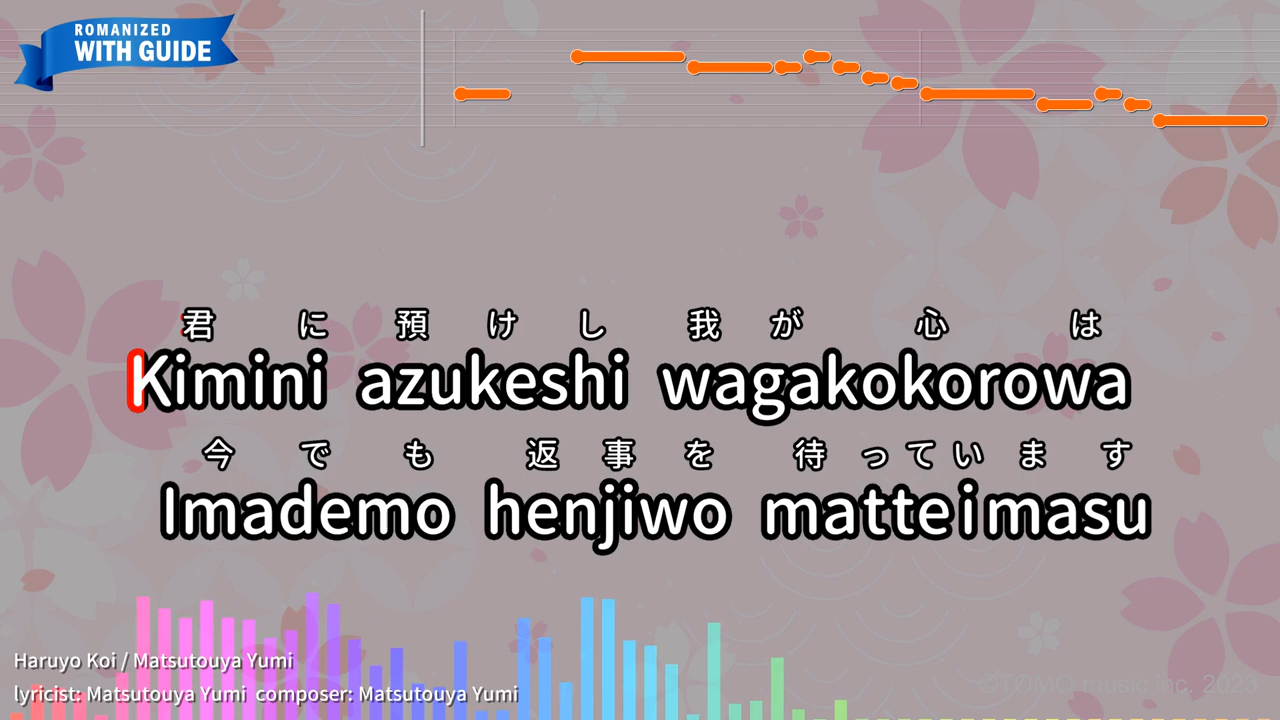 ROMANIZED
WITH GUIDE
君に預けし我が心は
Kimini azukeshi wagakokorowa
今でも返事を待っています
Imademo henjiwo matteimasu
Haruyo Koi / Matsutouya Yumi
lyricist: Matsutouya Yumi composer: Matsutouya Yumi
©TOMO music inc. 2023